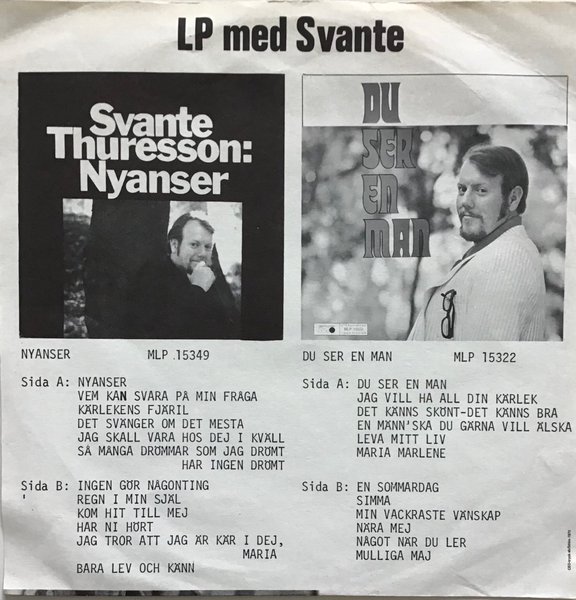 LP med Svante
Svante
Thuresson:
Nyanser
DU
SER
EN
MAN
NYANSER MLP 15349
Sida A: NYANSER
VEM KAN SVARA PÅ MIN FRÅGA
KÄRLEKENS FJÄRIL
DET SVÄNGER OM DET MESTA
JAG SKALL VARA HOS DEJ I KVÄLL
SÅ MÅNGA DRÖMMAR SOM JAG DRÖMT
HAR INGEN DRÖMT
Sida B: INGEN GÖR NÅGONTING
REGN I MIN SJÄL
KOM HIT TILL MEJ
HAR NI HÖRT
JAG TROR ATT JAG ÄR KÄR I DEJ,
MARIA
BARA LEV OCH KÄNN
DU SER EN MAN MLP 15322
Sida A: DU SER EN MAN
JAG VILL HA ALL DIN KÄRLEK
DET KÄNNS SKÖNT-DET KÄNNS BRA
EN MÄNN'SKA DU GÄRNA VILL ÄLSKA
LEVA MITT LIV
MARIA MARLENE
Sida B: EN SOMMARDAG
SIMMA
MIN VACKRASTE VÄNSKAP
NÄRA MEJ
NÅGOT NÄR DU LER
MULLIGA MAJ